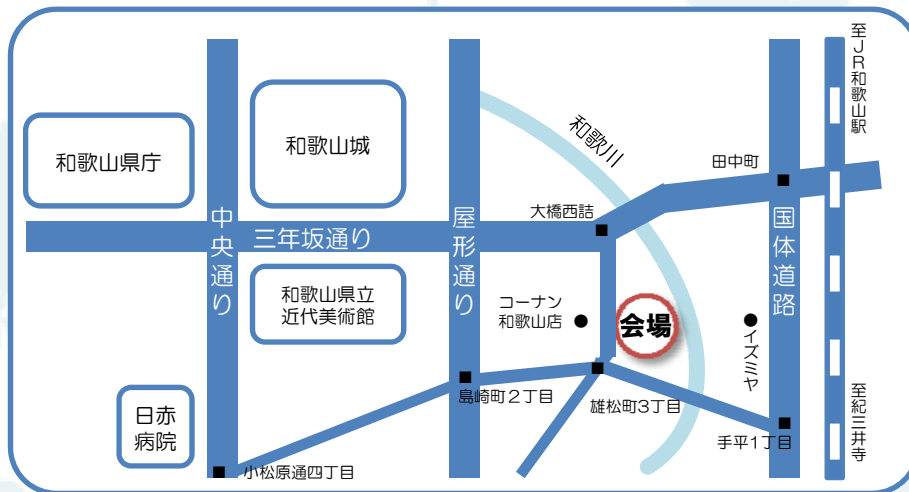 至JR和歌山駅
和歌山県庁
和歌山城
和歌川
田中町
大橋西詰
中央通り
三年坂通り
屋形通り
国体道路
和歌山県立
近代美術館
コーナン
和歌山店
会場
イズミヤ
島崎町2丁目
雄松町3丁目
至紀三井寺
日赤
病院
手平1丁目
小松原通四丁目